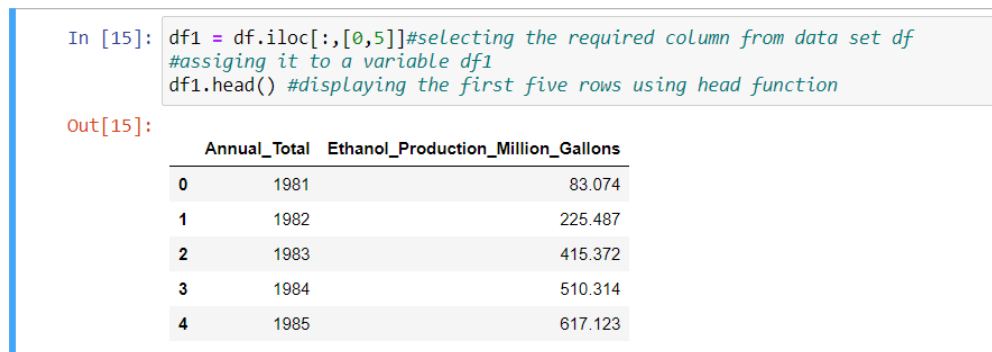 In [15]: df1 = df.iloc[:,[0,5]]#selecting the required column from data set df
#assiging it to a variable df1
df1.head() #displaying the first five rows using head function
Out[15]:
Annual_Total Ethanol_Production_Million_Gallons
0 1981 83.074
1 1982 225.487
2 1983 415.372
3 1984 510.314
4 1985 617.123